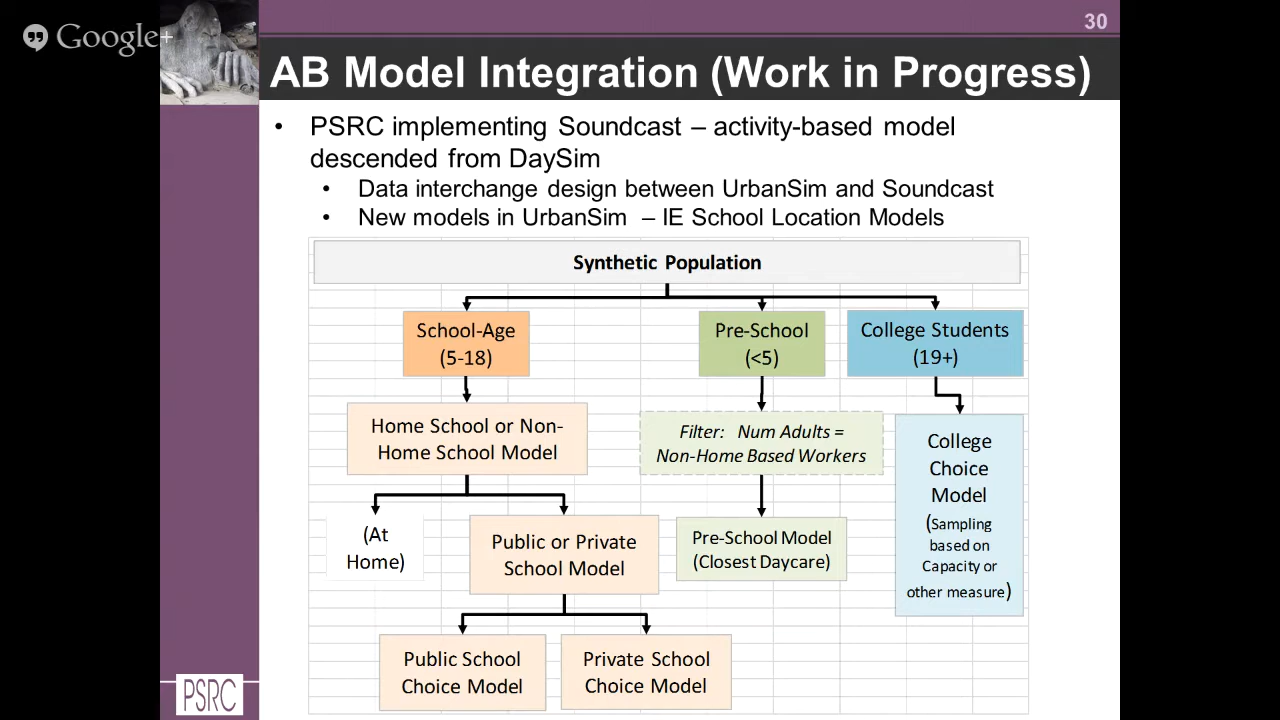 Google+
30
AB Model Integration (Work in Progress)
• PSRC implementing Soundcast – activity-based model
descended from DaySim
• Data interchange design between UrbanSim and Soundcast
• New models in UrbanSim – IE School Location Models
Synthetic Population
School-Age
(5-18)
Pre-School
(<5)
College Students
(19+)
Home School or Non-
Home School Model
Filter: Num Adults =
Non-Home Based Workers
College
Choice
Model
(Sampling
based on
Capacity or
other measure)
(At
Home)
Public or Private
School Model
Pre-School Model
(Closest Daycare)
Public School
Choice Model
Private School
Choice Model
PSRC